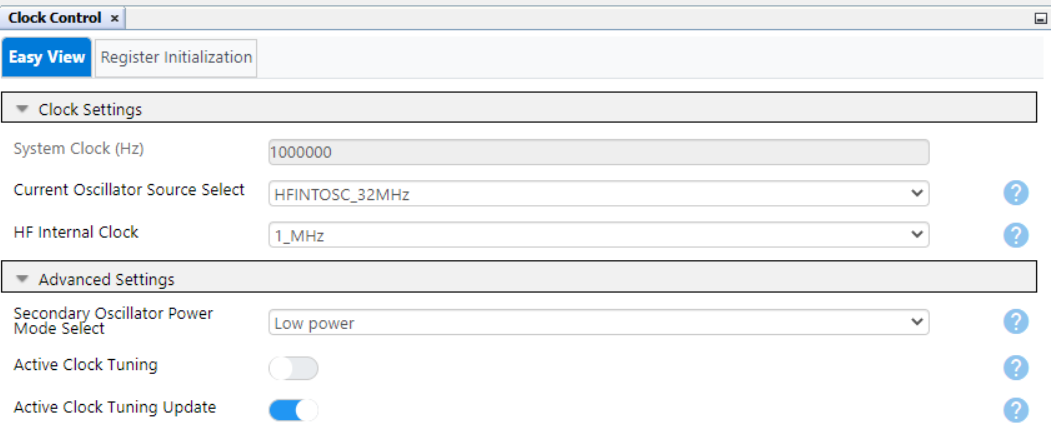 Clock Control ×
Easy View Register Initialization
Clock Settings
System Clock (Hz) 1000000
Current Oscillator Source Select HFINTOSC_32MHz ?
HF Internal Clock 1_MHz ?
Advanced Settings
Secondary Oscillator Power
Mode Select Low power ?
Active Clock Tuning ?
Active Clock Tuning Update ?